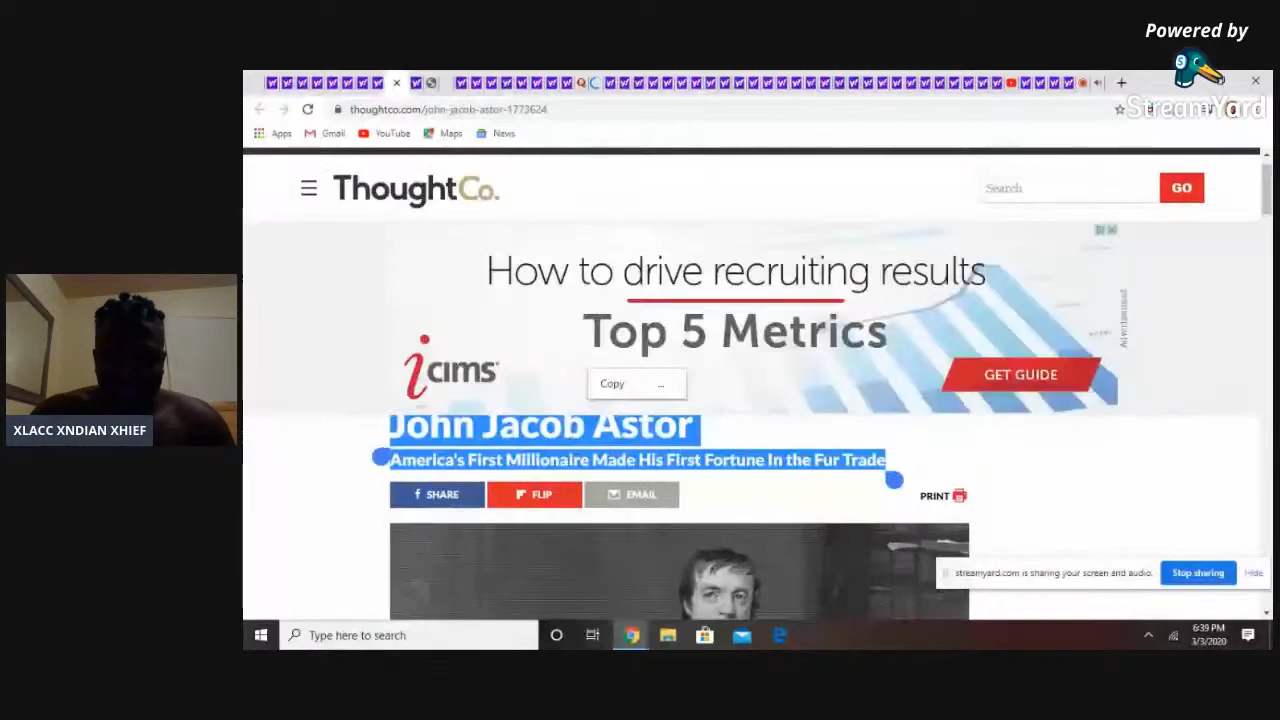 Powered by
StreamYard
thoughtco.com/john-jacob-astor-1773624
Apps Gmail YouTube Maps News
ThoughtCo.
Search GO
How to drive recruiting results
Top 5 Metrics
icims
GET GUIDE
Advertisement
Copy ...
John Jacob Astor
America's First Millionaire Made His First Fortune In the Fur Trade
SHARE FLIP EMAIL
PRINT
XLACC XNDIAN XHIEF
streamyard.com is sharing your screen and audio. Stop sharing Hide
Type here to search
6:39 PM
3/3/2020